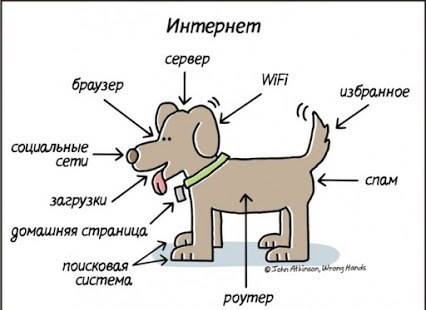 Интернет
сервер
браузер
WiFi
избранное
социальные
сети
загрузки
спам
домашняя страница
поисковая
система
© John Atkinson, Wrong Hands
роутер